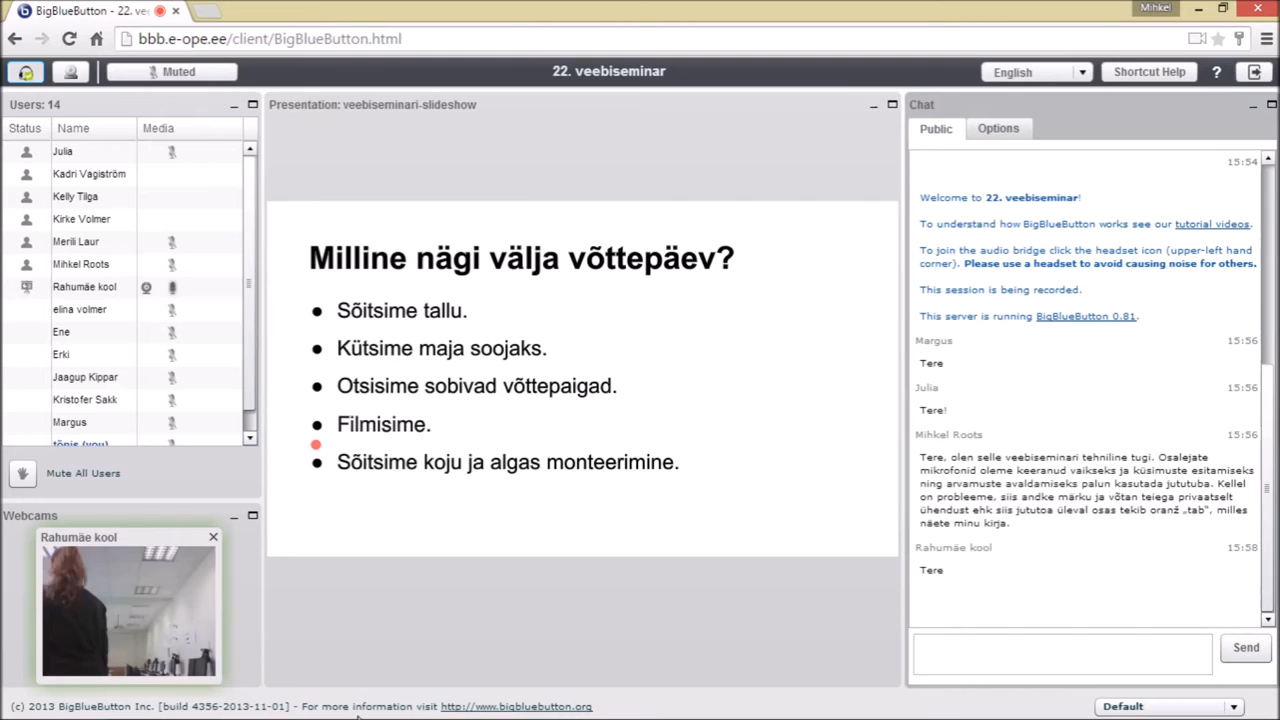 BigBlueButton - 22. ve
Mihkel
bbb.e-ope.ee/client/BigBlueButton.html
Muted
22. veebiseminar
English
Shortcut Help
?
Users: 14
Status Name Media
Julia
Kadri Vagiström
Kelly Tilga
Kirke Volmer
Merili Laur
Mihkel Roots
Rahumäe kool
elina volmer
Ene
Erki
Jaagup Kippar
Kristofer Sakk
Margus
tõnis (you)
Mute All Users
Webcams
Rahumäe kool
Presentation: veebiseminari-slideshow
Milline nägi välja võttepäev?
● Sõitsime tallu.
● Kütsime maja soojaks.
● Otsisime sobivad võttepaigad.
● Filmisime.
● Sõitsime koju ja algas monteerimine.
Chat
Public Options
15:54
Welcome to 22. veebiseminar!
To understand how BigBlueButton works see our tutorial videos.
To join the audio bridge click the headset icon (upper-left hand
corner). Please use a headset to avoid causing noise for others.
This session is being recorded.
This server is running BigBlueButton 0.81.
Margus 15:56
Tere
Julia 15:56
Tere!
Mihkel Roots 15:56
Tere, olen selle veebiseminari tehniline tugi. Osalejate
mikrofonid oleme keeranud vaikseks ja küsimuste esitamiseks
ning arvamuste avaldamiseks palun kasutada jututuba. Kellel
on probleeme, siis andke märku ja võtan teiega privaatselt
ühendust ehk siis jututoa üleval osas tekib oranž „tab“, milles
näete minu kirja.
Rahumäe kool 15:58
Tere
Send
(c) 2013 BigBlueButton Inc. [build 4356-2013-11-01] - For more information visit http://www.bigbluebutton.org
Default